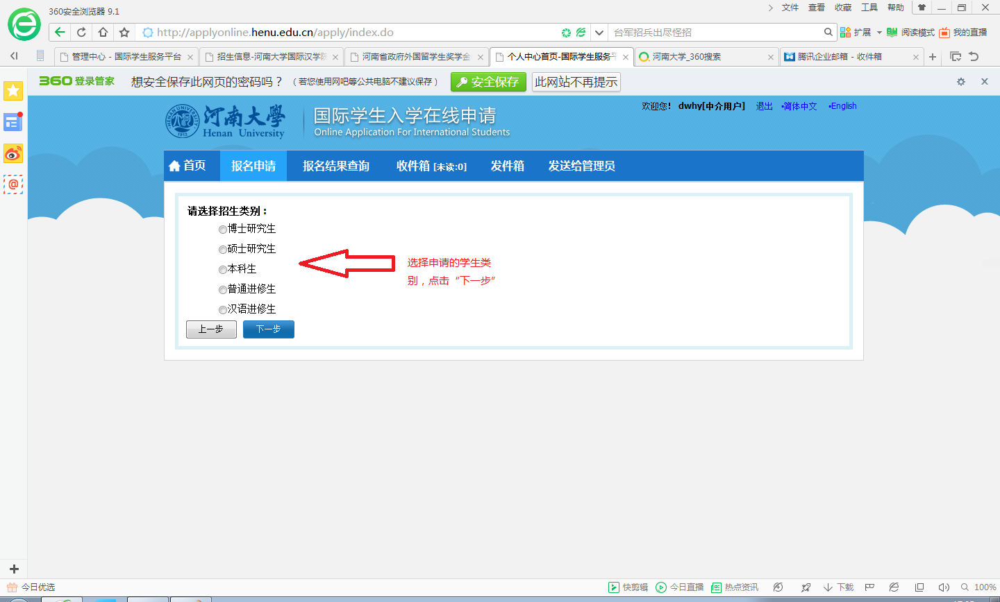 360安全浏览器 9.1
文件 查看 收藏 工具 帮助
http://applyonline.henu.edu.cn/apply/index.do
台军招兵出尽怪招
扩展 阅读模式 我的直播
管理中心 - 国际学生服务平台
招生信息-河南大学国际汉学院
河南省政府外国留学生奖学金
个人中心首页-国际学生服务平
河南大学_360搜索
腾讯企业邮箱 - 收件箱
360 登录管家 想安全保存此网页的密码吗？ （若您使用网吧等公共电脑不建议保存） 安全保存 此网站不再提示
欢迎您！ dwhy[中介用户] 退出 •简体中文 •English
河南大學 国际学生入学在线申请
Henan University Online Application For International Students
首页 报名申请 报名结果查询 收件箱 [未读:0] 发件箱 发送给管理员
请选择招生类别：
博士研究生
硕士研究生
本科生
普通进修生
汉语进修生
选择申请的学生类
别，点击“下一步”
上一步 下一步
今日优选
快剪辑 今日直播 热点资讯 下载 100%